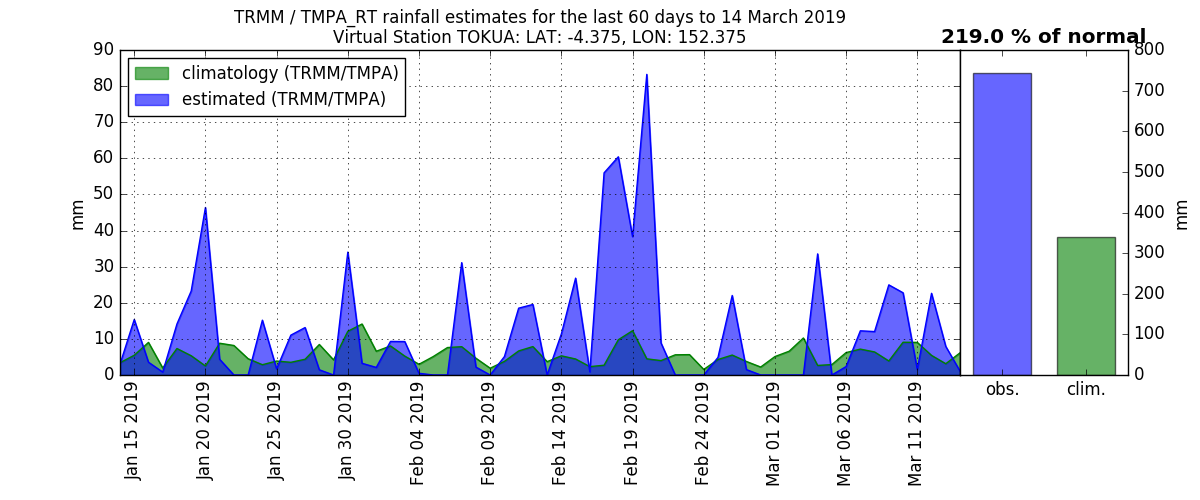 TRMM / TMPA_RT rainfall estimates for the last 60 days to 14 March 2019
Virtual Station TOKUA: LAT: -4.375, LON: 152.375
219.0 % of normal
climatology (TRMM/TMPA)
estimated (TRMM/TMPA)
90
80
70
60
50
40
30
20
10
0
mm
Jan 15 2019
Jan 20 2019
Jan 25 2019
Jan 30 2019
Feb 04 2019
Feb 09 2019
Feb 14 2019
Feb 19 2019
Feb 24 2019
Mar 01 2019
Mar 06 2019
Mar 11 2019
obs.
clim.
800
700
600
500
400
300
200
100
0
mm